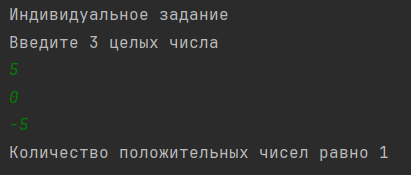 Индивидуальное задание
Введите 3 целых числа
5
0
-5
Количество положительных чисел равно 1